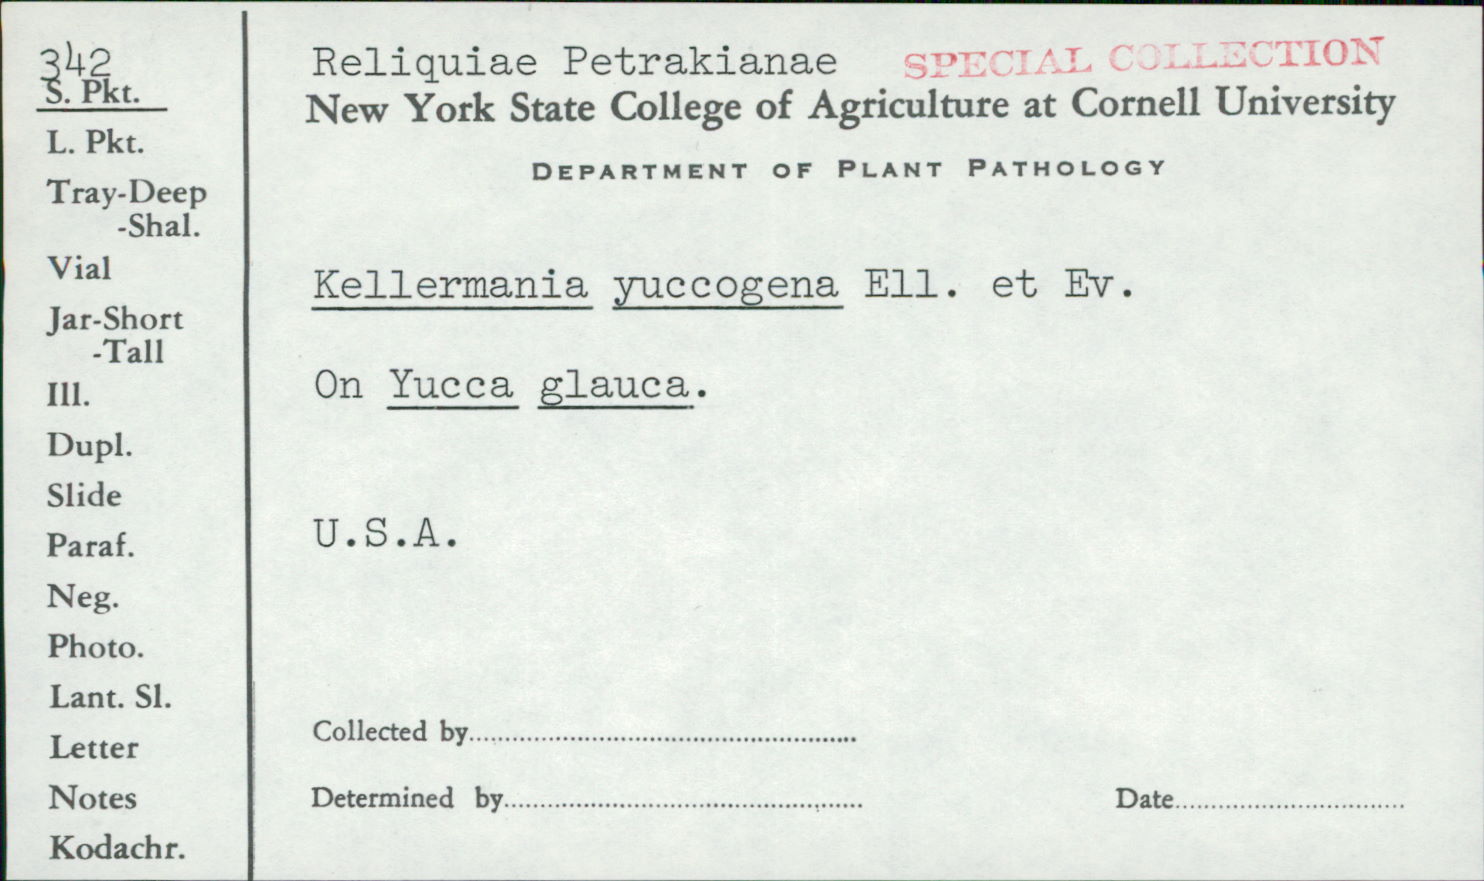 342
S. Pkt.
L. Pkt.
Tray-Deep
-Shal.
Vial
Jar-Short
-Tall
Ill.
Dupl.
Slide
Paraf.
Neg.
Photo.
Lant. Sl.
Letter
Notes
Kodachr.
Reliquiae Petrakianae SPECIAL COLLECTION
New York State College of Agriculture at Cornell University
DEPARTMENT OF PLANT PATHOLOGY
Kellermania yuccogena Ell. et Ev.
On Yucca glauca.
U.S.A.
Collected by
Determined by Date